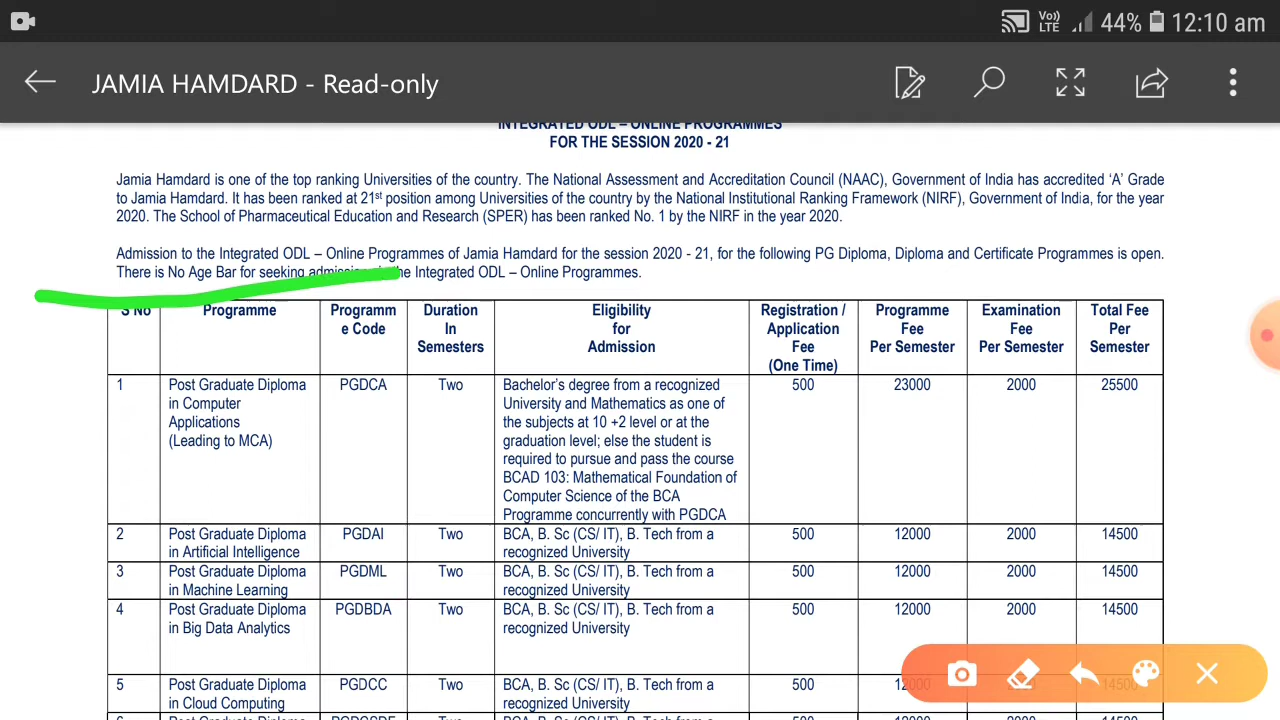 Vo)) LTE 44% 12:10 am
JAMIA HAMDARD - Read-only
INTEGRATED ODL – ONLINE PROGRAMMES
FOR THE SESSION 2020 - 21
Jamia Hamdard is one of the top ranking Universities of the country. The National Assessment and Accreditation Council (NAAC), Government of India has accredited ‘A’ Grade
to Jamia Hamdard. It has been ranked at 21st position among Universities of the country by the National Institutional Ranking Framework (NIRF), Government of India, for the year
2020. The School of Pharmaceutical Education and Research (SPER) has been ranked No. 1 by the NIRF in the year 2020.
Admission to the Integrated ODL – Online Programmes of Jamia Hamdard for the session 2020 - 21, for the following PG Diploma, Diploma and Certificate Programmes is open.
There is No Age Bar for seeking admission the Integrated ODL – Online Programmes.
S No Programme Programm Duration Eligibility Registration / Programme Examination Total Fee
e Code In for Application Fee Fee Per
Semesters Admission Fee Per Semester Per Semester Semester
(One Time)
1 Post Graduate Diploma PGDCA Two Bachelor’s degree from a recognized 500 23000 2000 25500
in Computer University and Mathematics as one of
Applications the subjects at 10 +2 level or at the
(Leading to MCA) graduation level; else the student is
required to pursue and pass the course
BCAD 103: Mathematical Foundation of
Computer Science of the BCA
Programme concurrently with PGDCA
2 Post Graduate Diploma PGDAI Two BCA, B. Sc (CS/ IT), B. Tech from a 500 12000 2000 14500
in Artificial Intelligence recognized University
3 Post Graduate Diploma PGDML Two BCA, B. Sc (CS/ IT), B. Tech from a 500 12000 2000 14500
in Machine Learning recognized University
4 Post Graduate Diploma PGDBDA Two BCA, B. Sc (CS/ IT), B. Tech from a 500 12000 2000 14500
in Big Data Analytics recognized University
5 Post Graduate Diploma PGDCC Two BCA, B. Sc (CS/ IT), B. Tech from a 500 12000 14500
in Cloud Computing recognized University